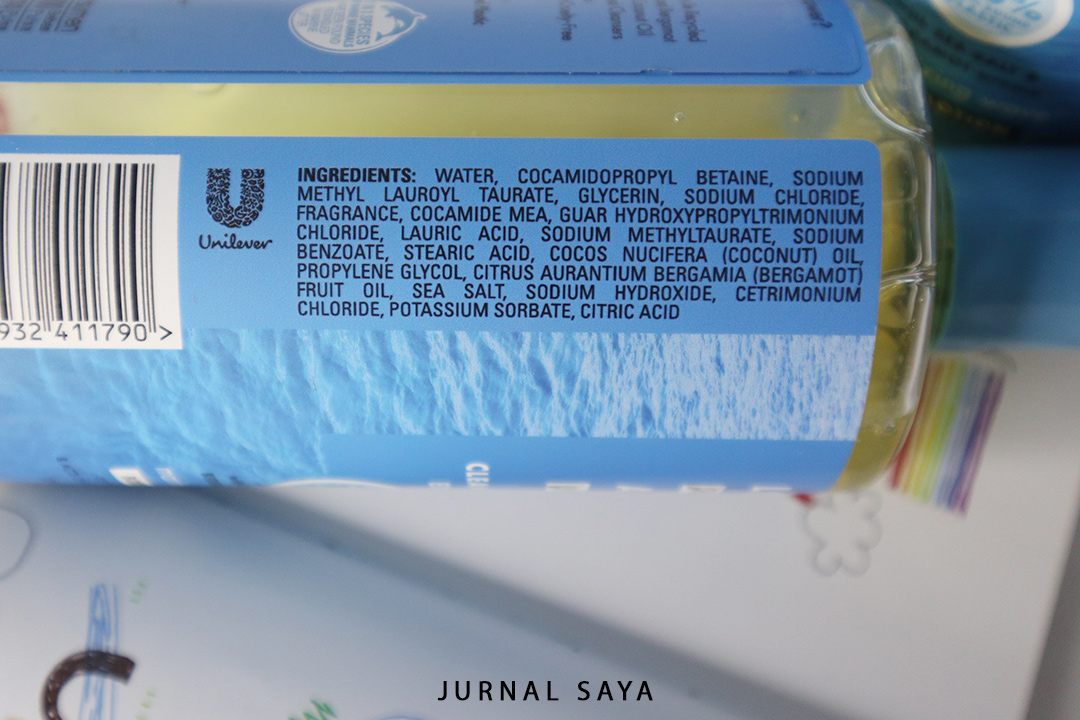 INGREDIENTS: WATER, COCAMIDOPROPYL BETAINE, SODIUM
METHYL LAUROYL TAURATE, GLYCERIN, SODIUM CHLORIDE,
FRAGRANCE, COCAMIDE MEA, GUAR HYDROXYPROPYLTRIMONIUM
CHLORIDE, LAURIC ACID, SODIUM METHYLTAURATE, SODIUM
BENZOATE, STEARIC ACID, COCOS NUCIFERA (COCONUT) OIL,
PROPYLENE GLYCOL, CITRUS AURANTIUM BERGAMIA (BERGAMOT)
FRUIT OIL, SEA SALT, SODIUM HYDROXIDE, CETRIMONIUM
CHLORIDE, POTASSIUM SORBATE, CITRIC ACID
Unilever
932 411790 >
JURNAL SAYA